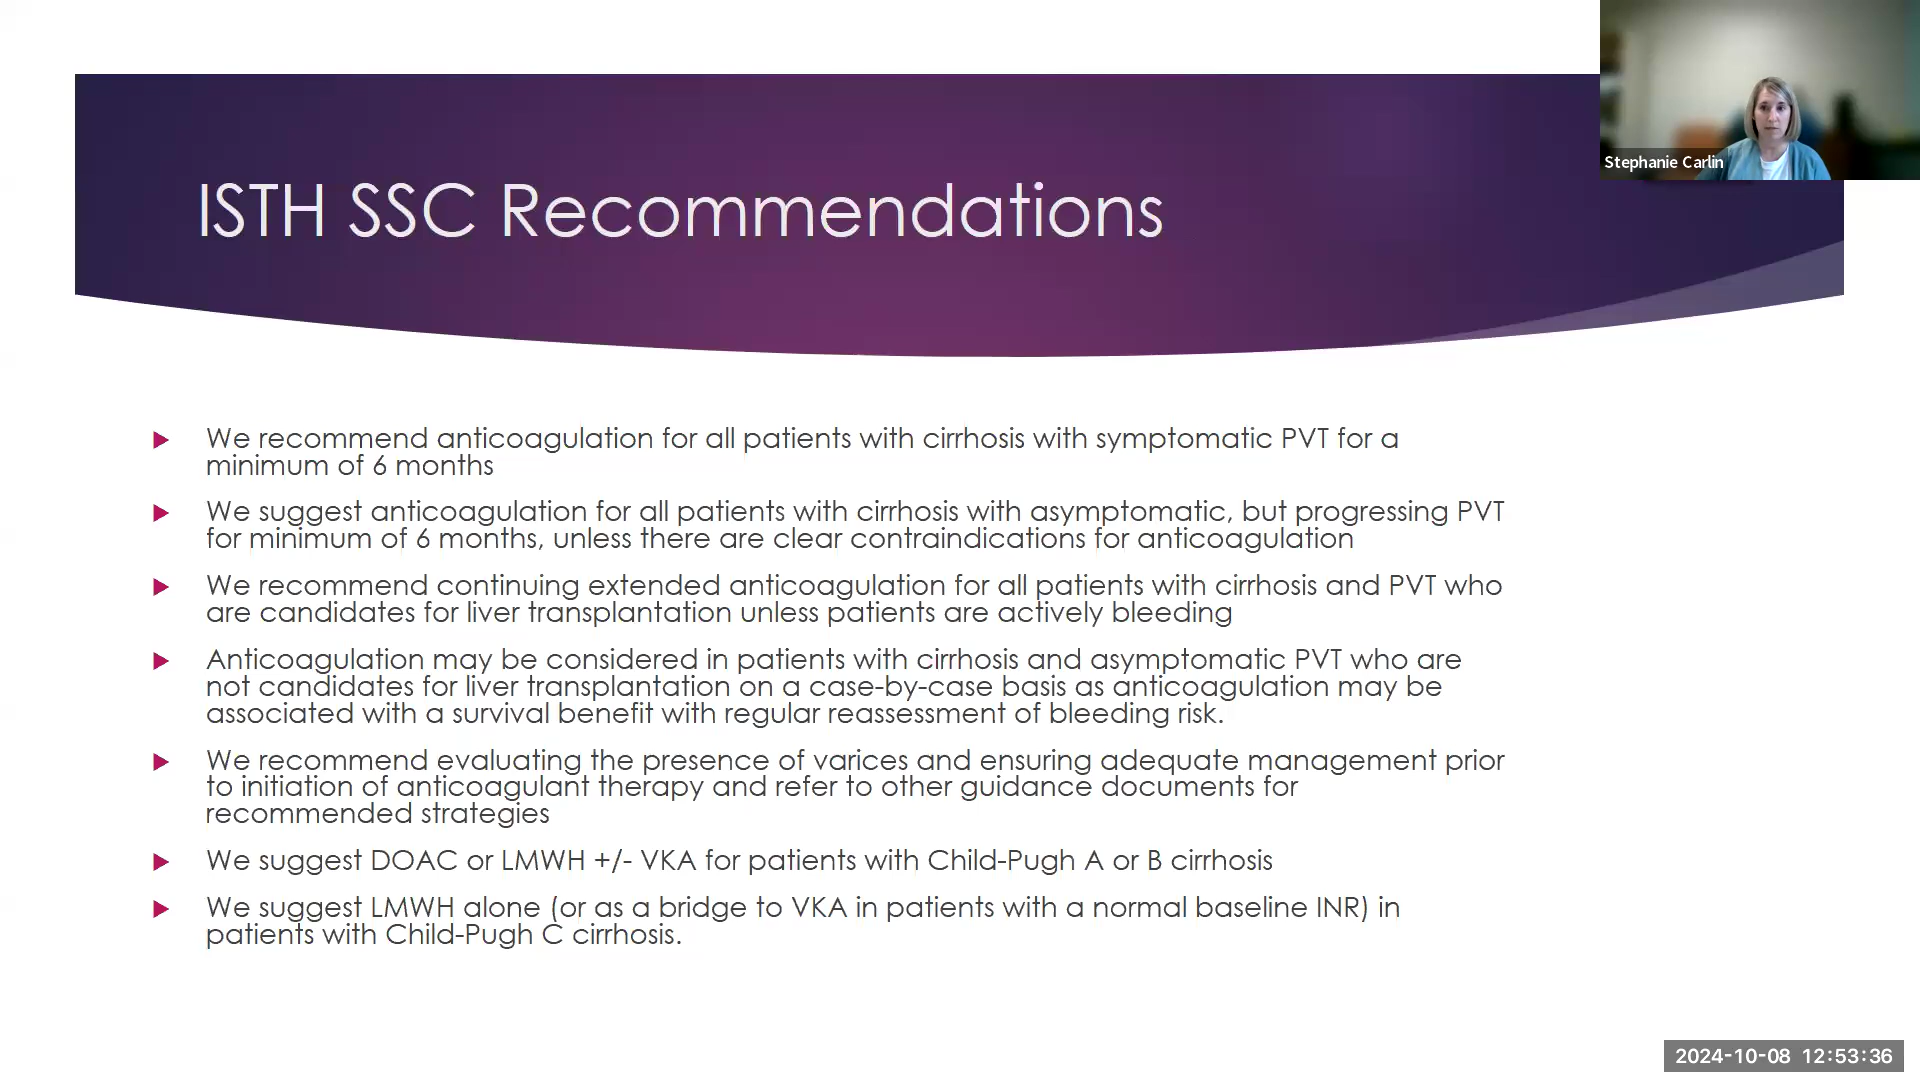 Stephanie Carlin
ISTH SSC Recommendations
We recommend anticoagulation for all patients with cirrhosis with symptomatic PVT for a
minimum of 6 months
We suggest anticoagulation for all patients with cirrhosis with asymptomatic, but progressing PVT
for minimum of 6 months, unless there are clear contraindications for anticoagulation
We recommend continuing extended anticoagulation for all patients with cirrhosis and PVT who
are candidates for liver transplantation unless patients are actively bleeding
Anticoagulation may be considered in patients with cirrhosis and asymptomatic PVT who are
not candidates for liver transplantation on a case-by-case basis as anticoagulation may be
associated with a survival benefit with regular reassessment of bleeding risk.
We recommend evaluating the presence of varices and ensuring adequate management prior
to initiation of anticoagulant therapy and refer to other guidance documents for
recommended strategies
We suggest DOAC or LMWH +/- VKA for patients with Child-Pugh A or B cirrhosis
We suggest LMWH alone (or as a bridge to VKA in patients with a normal baseline INR) in
patients with Child-Pugh C cirrhosis.
2024-10-08 12:53:36